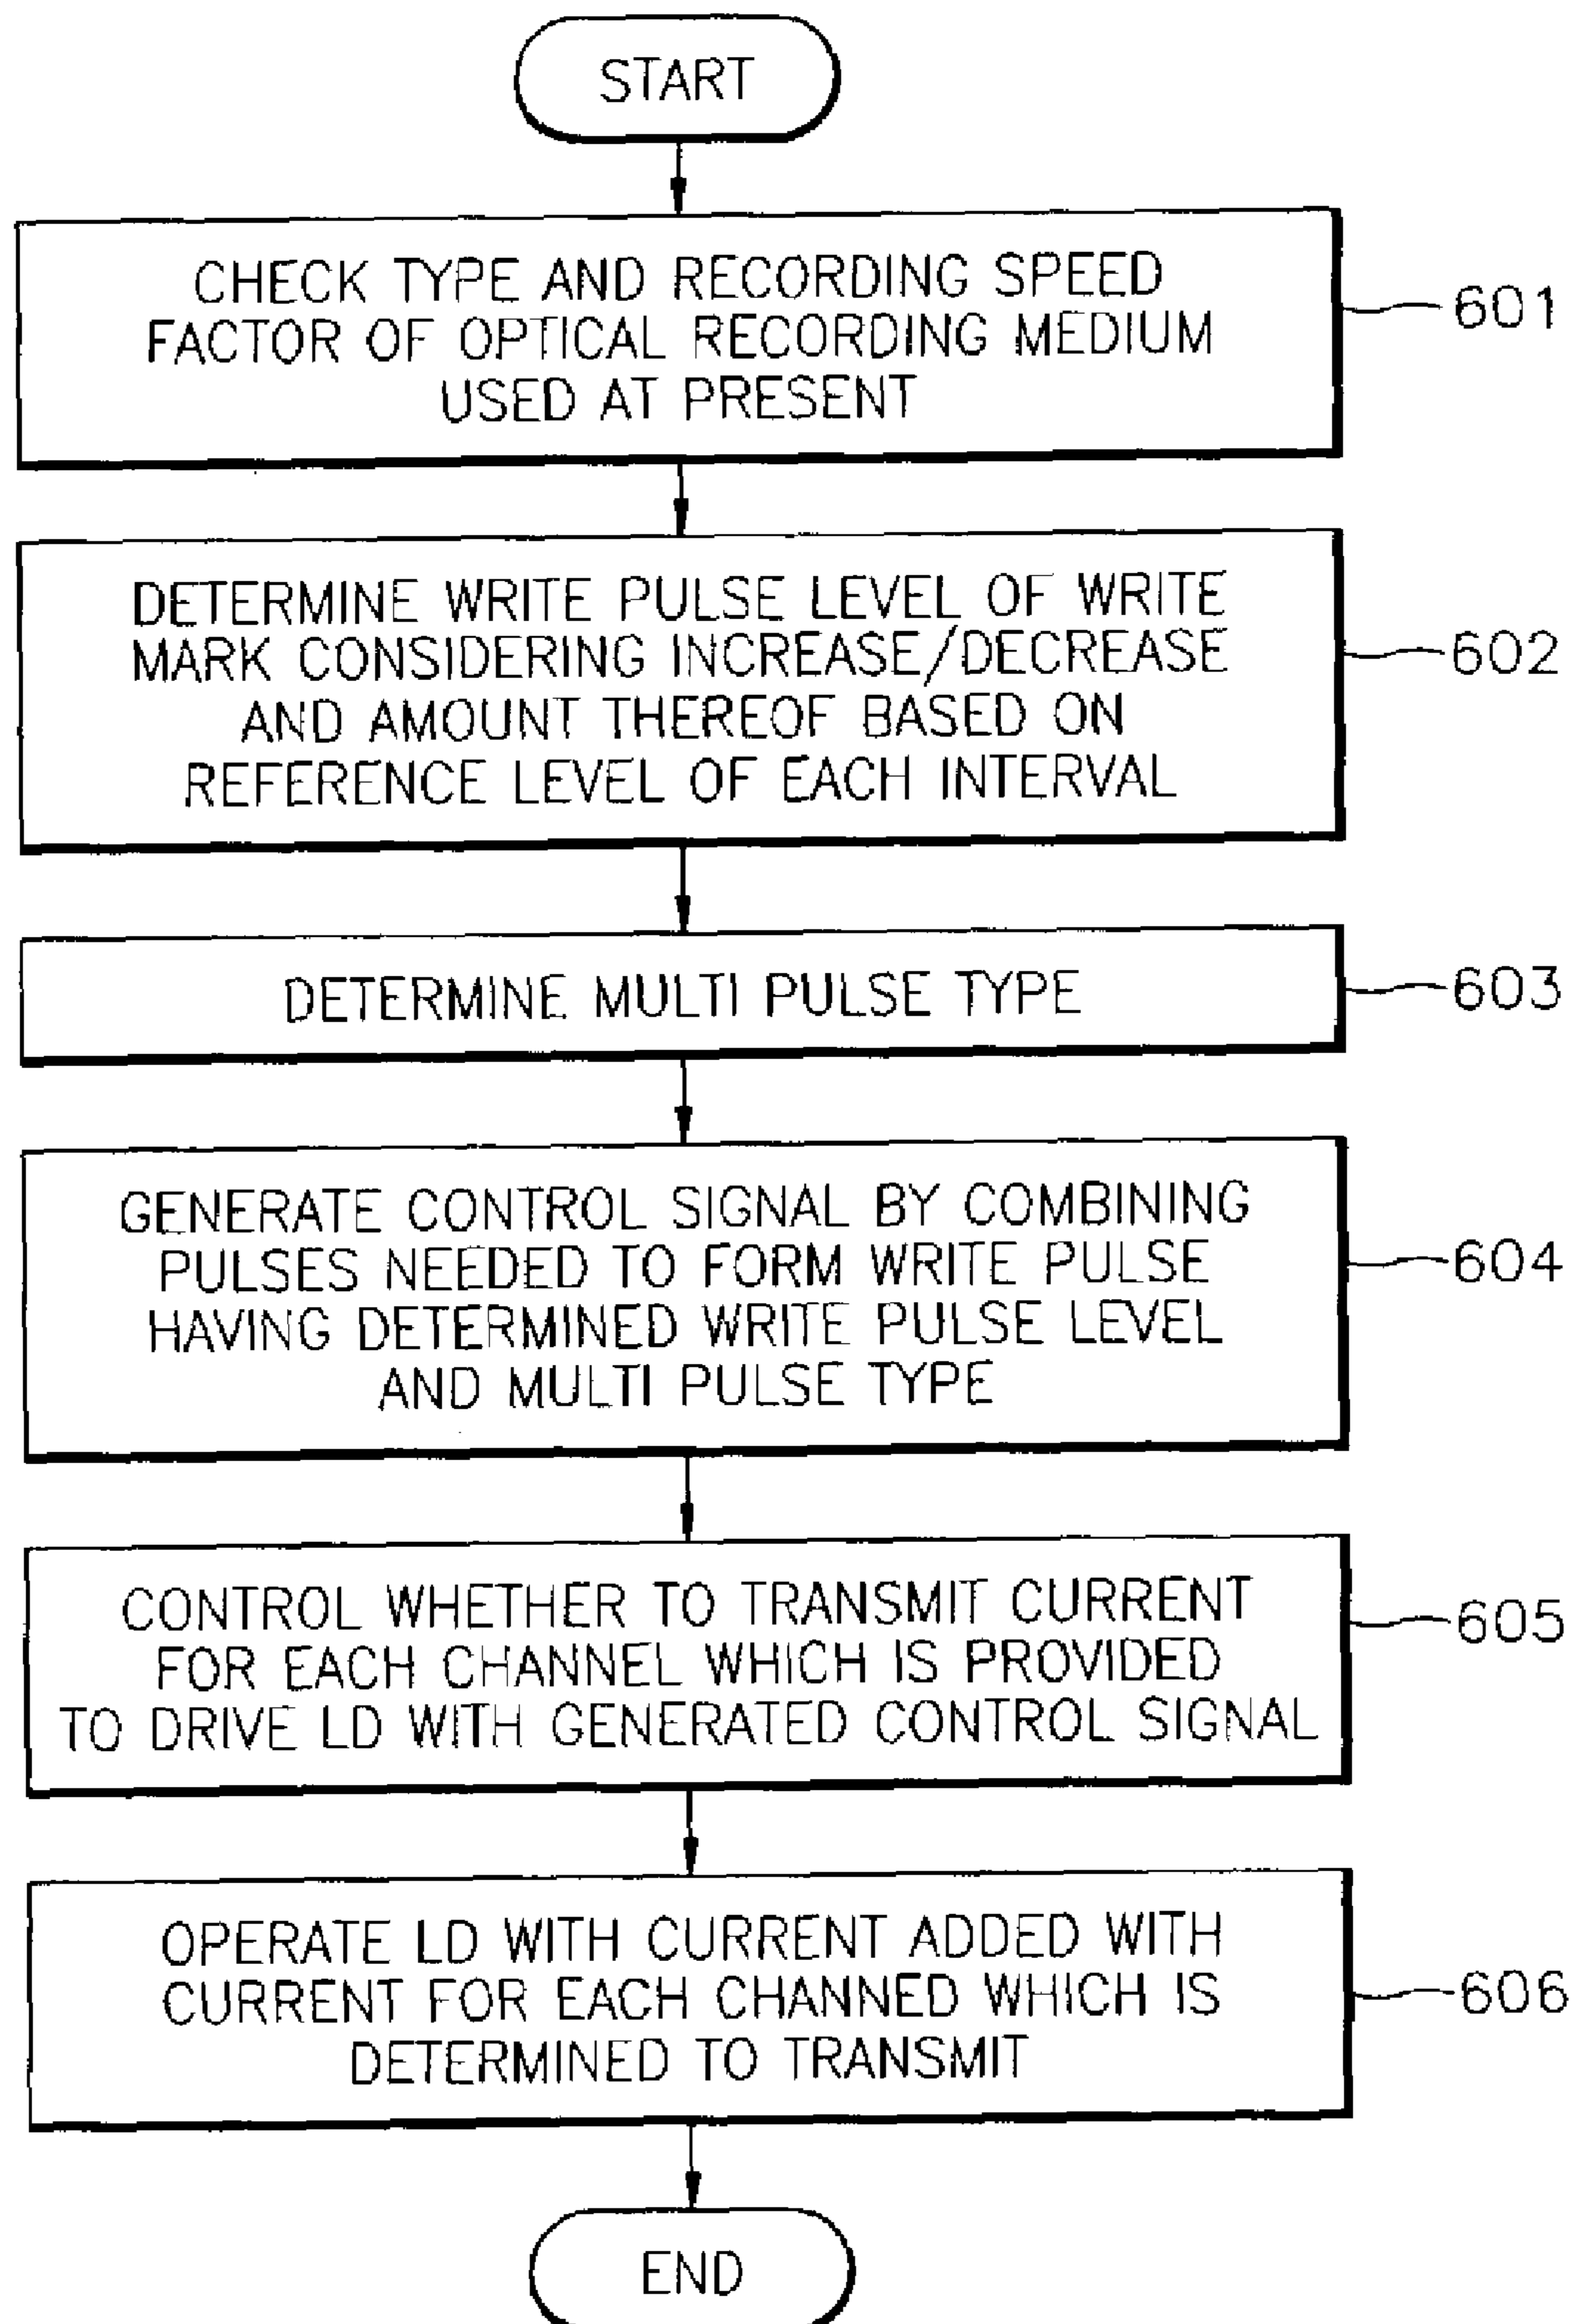 START
CHECK TYPE AND RECORDING SPEED
FACTOR OF OPTICAL RECORDING MEDIUM
USED AT PRESENT
601
DETERMINE WRITE PULSE LEVEL OF WRITE
MARK CONSIDERING INCREASE/DECREASE
AND AMOUNT THEREOF BASED ON
REFERENCE LEVEL OF EACH INTERVAL
602
DETERMINE MULTI PULSE TYPE
603
GENERATE CONTROL SIGNAL BY COMBINING
PULSES NEEDED TO FORM WRITE PULSE
HAVING DETERMINED WRITE PULSE LEVEL
AND MULTI PULSE TYPE
604
CONTROL WHETHER TO TRANSMIT CURRENT
FOR EACH CHANNEL WHICH IS PROVIDED
TO DRIVE LD WITH GENERATED CONTROL SIGNAL
605
OPERATE LD WITH CURRENT ADDED WITH
CURRENT FOR EACH CHANNED WHICH IS
DETERMINED TO TRANSMIT
606
END